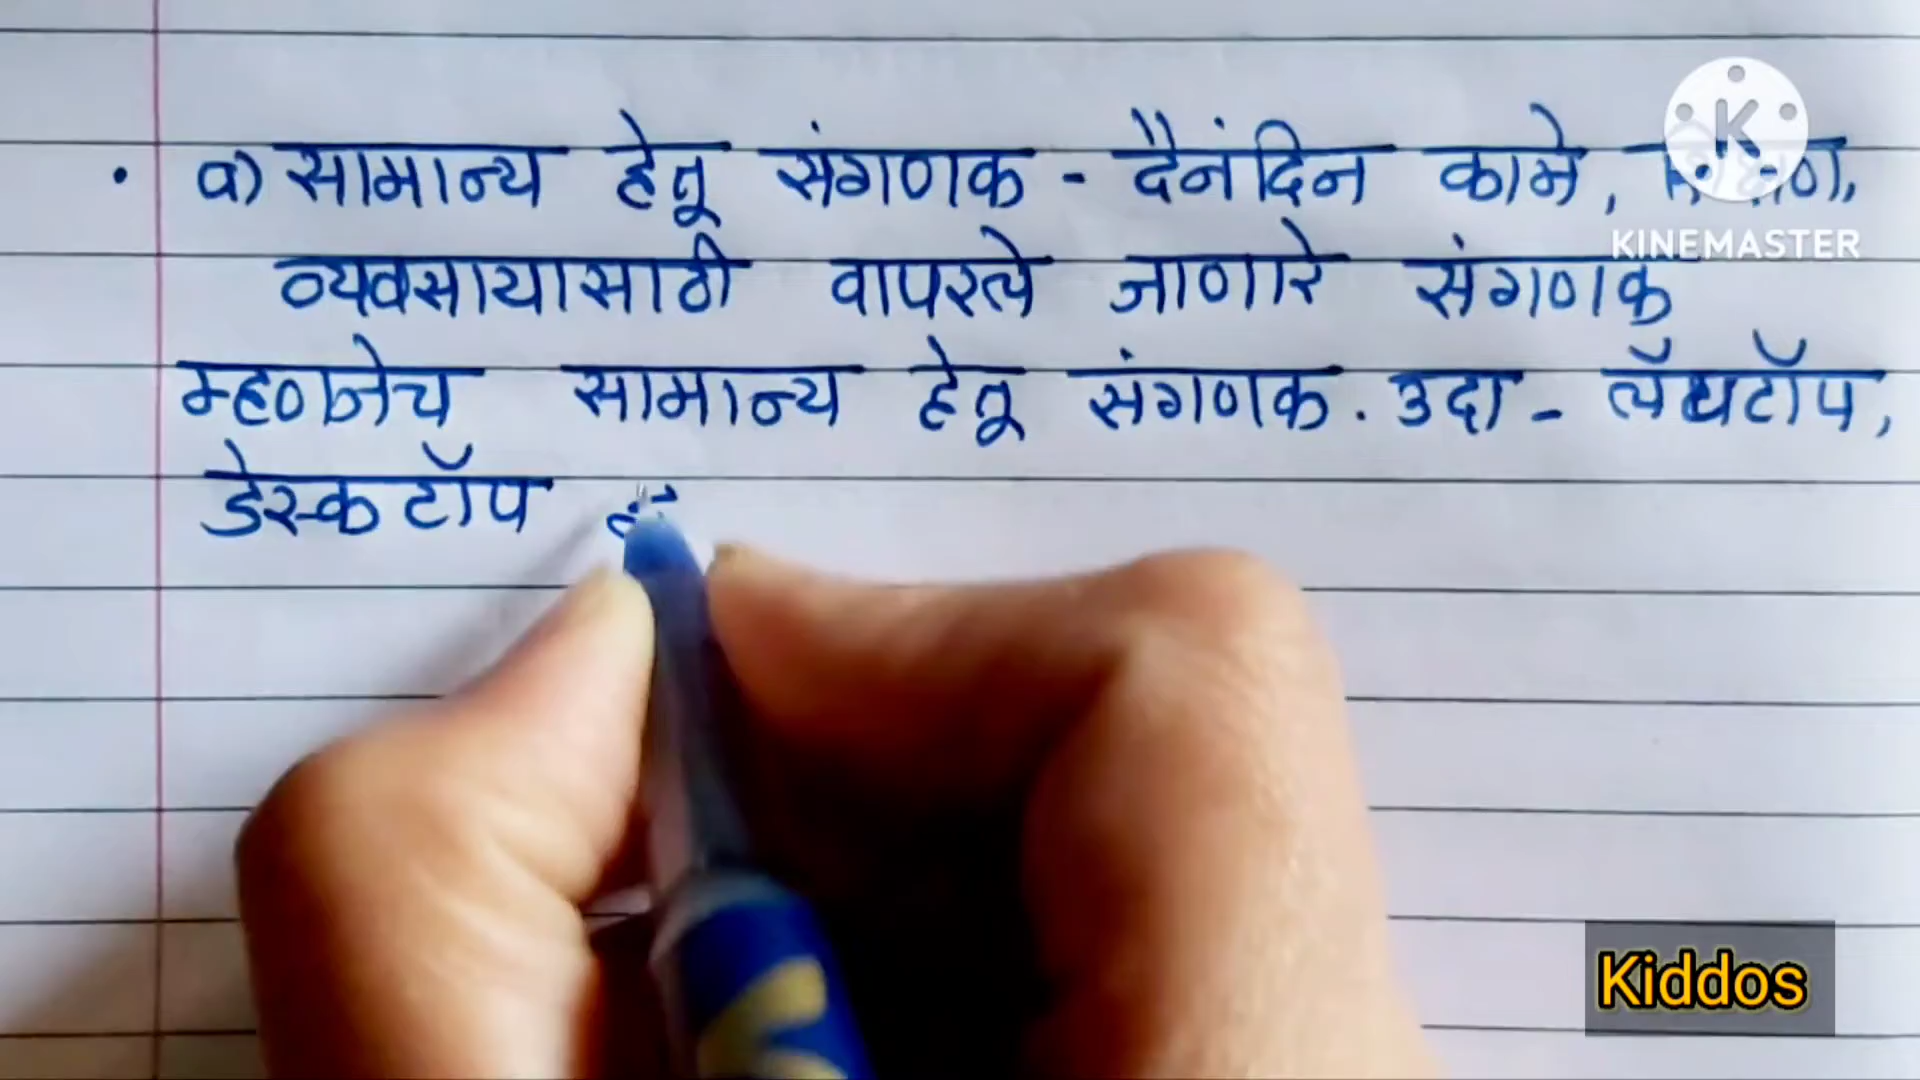 • a) सामान्य हेतू संगणक - दैनंदिन कामे,
व्यवसायासाठी वापरले जाणारे संगणक
म्हणजेच सामान्य हेतू संगणक. उदा - लॅपटॉप,
डेस्कटॉप
K
KINEMASTER
Kiddos